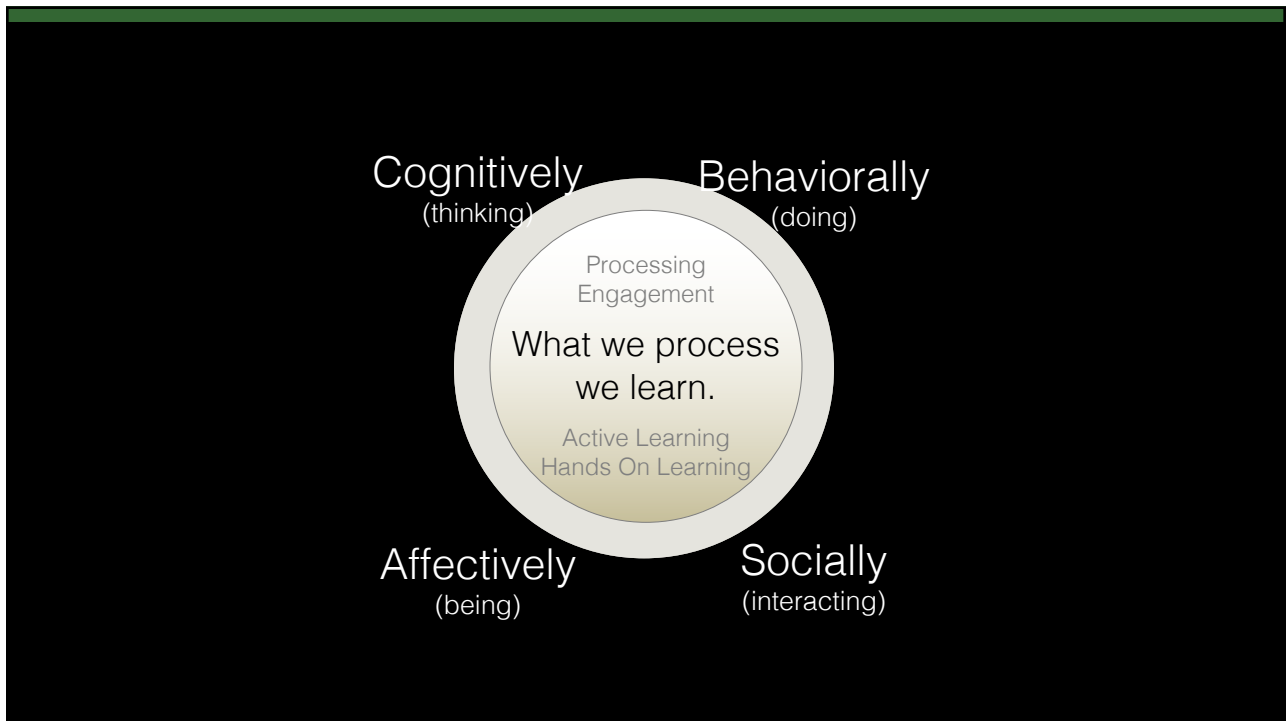 Cognitively
(thinking)
Behaviorally
(doing)
Processing
Engagement
What we process
we learn.
Active Learning
Hands On Learning
Affectively
(being)
Socially
(interacting)